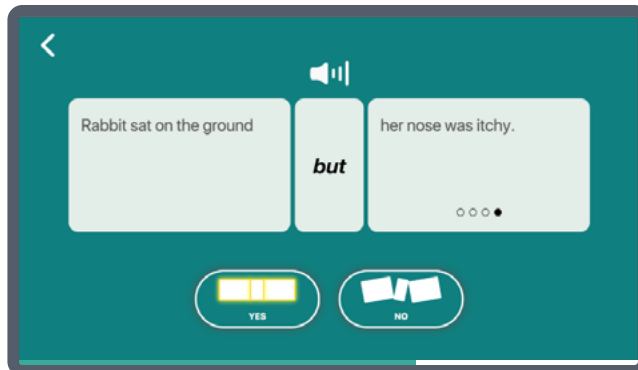 Rabbit sat on the ground
but
her nose was itchy.
YES
NO